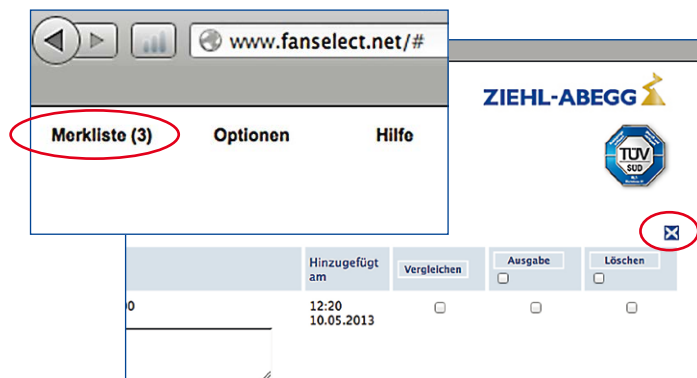 www.fanselect.net/#
Merkliste (3) Optionen Hilfe
ZIEHL-ABEGG
TÜV
SÜD
Hinzugefügt
am
Vergleichen
Ausgabe
Löschen
00
12:20
10.05.2013